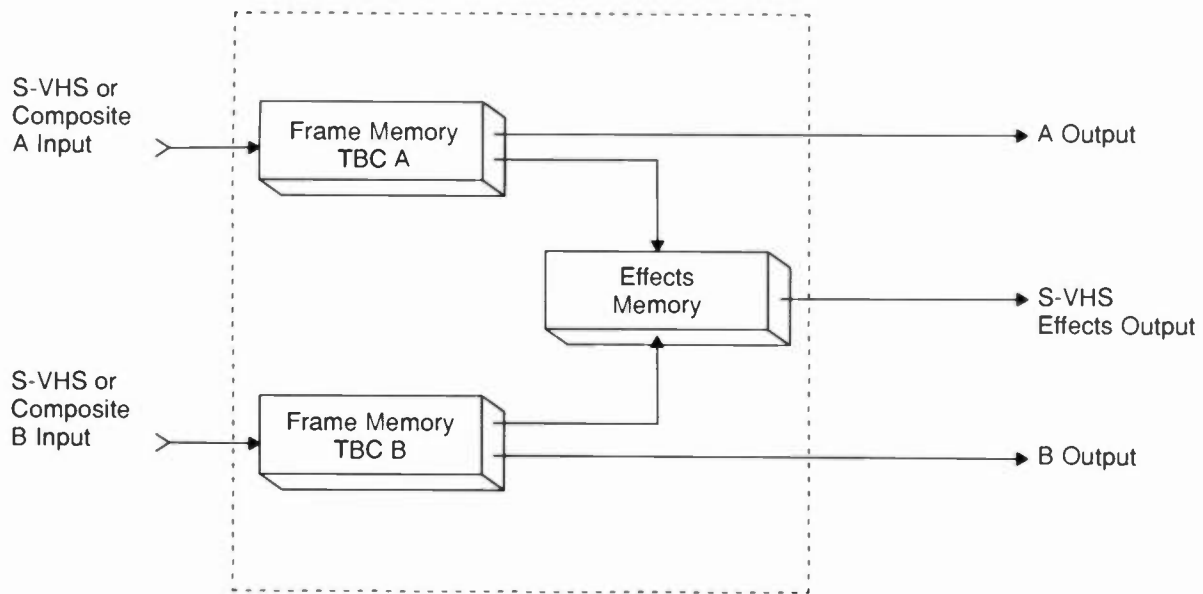 S-VHS or
Composite
A Input
Frame Memory
TBC A
A Output
Effects
Memory
S-VHS
Effects Output
S-VHS or
Composite
B Input
Frame Memory
TBC B
B Output